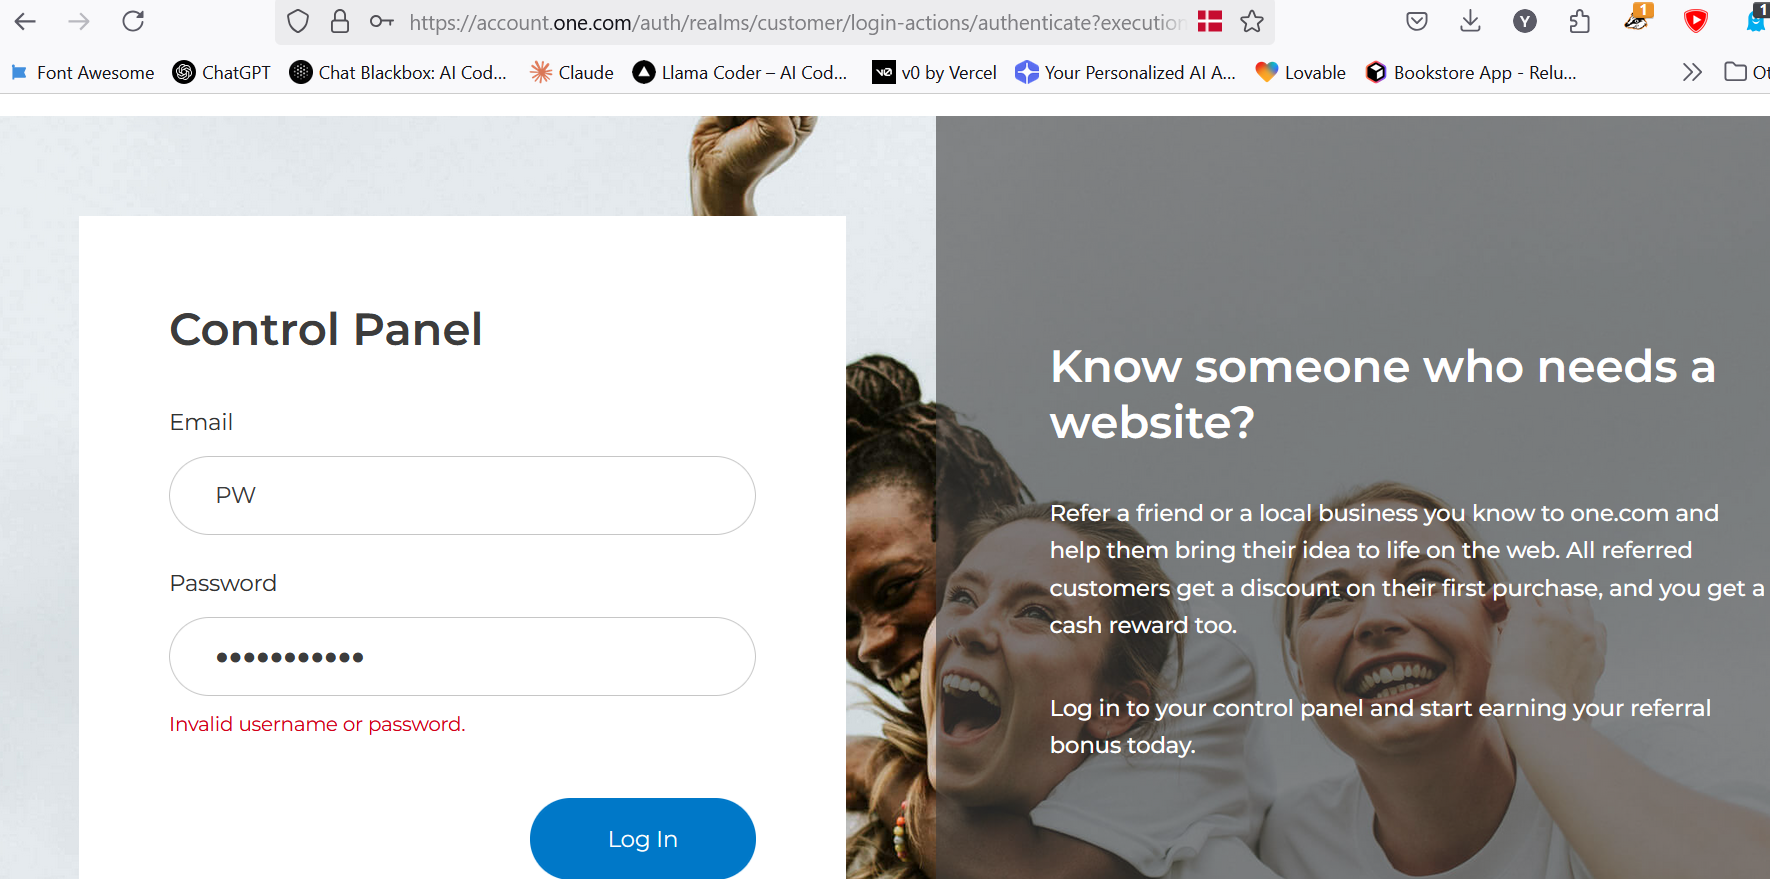 https://account.one.com/auth/realms/customer/login-actions/authenticate?execution
Y
1
1
Font Awesome
ChatGPT
Chat Blackbox: AI Cod...
Claude
Llama Coder – AI Cod...
v0 by Vercel
Your Personalized AI A...
Lovable
Bookstore App - Relu...
Ot
Control Panel
Email
PW
Password
•••••••••••
Invalid username or password.
Log In
Know someone who needs a
website?
Refer a friend or a local business you know to one.com and
help them bring their idea to life on the web. All referred
customers get a discount on their first purchase, and you get a
cash reward too.
Log in to your control panel and start earning your referral
bonus today.